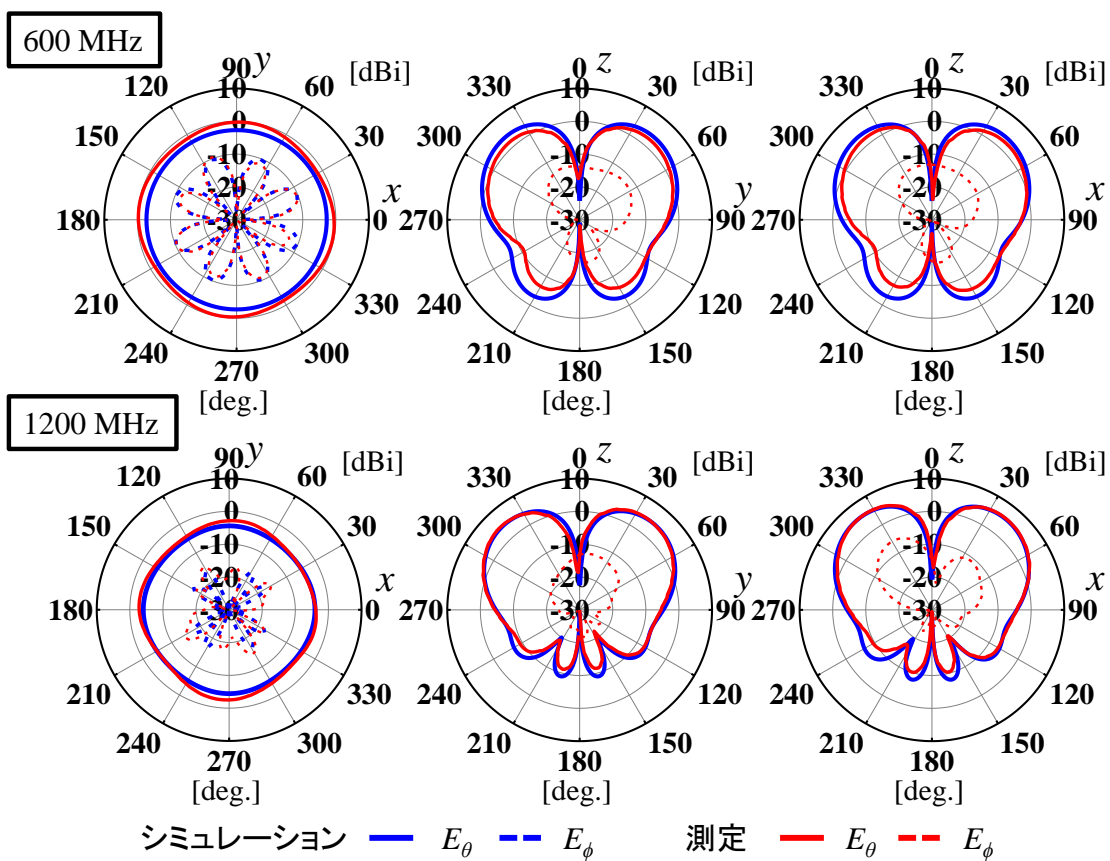 600 MHz
90 y [dBi]
120 10 60
150 0 30
-10
-20 x
180 -30 0
210 330
240 300
270
[deg.]
0 z [dBi]
330 10 30
300 0 60
-10
-20 y
270 -30 90
240 120
210 150
180
[deg.]
0 z [dBi]
330 10 30
300 0 60
-10
-20 x
270 -30 90
240 120
210 150
180
[deg.]
1200 MHz
90 y [dBi]
120 10 60
150 0 30
-10
-20 x
180 -30 0
210 330
240 300
270
[deg.]
0 z [dBi]
330 10 30
300 0 60
-10
-20 y
270 -30 90
240 120
210 150
180
[deg.]
0 z [dBi]
330 10 30
300 0 60
-10
-20 x
270 -30 90
240 120
210 150
180
[deg.]
シミュレーション Eθ Eϕ 測定 Eθ Eϕ